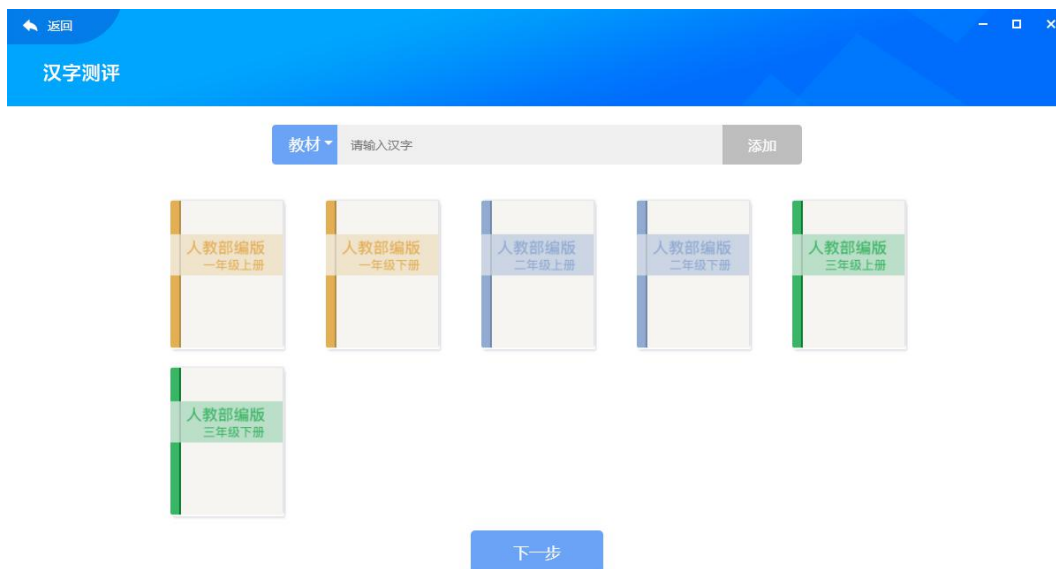 返回
汉字测评
教材 请输入汉字 添加
人教部编版
一年级上册
人教部编版
一年级下册
人教部编版
二年级上册
人教部编版
二年级下册
人教部编版
三年级上册
人教部编版
三年级下册
下一步